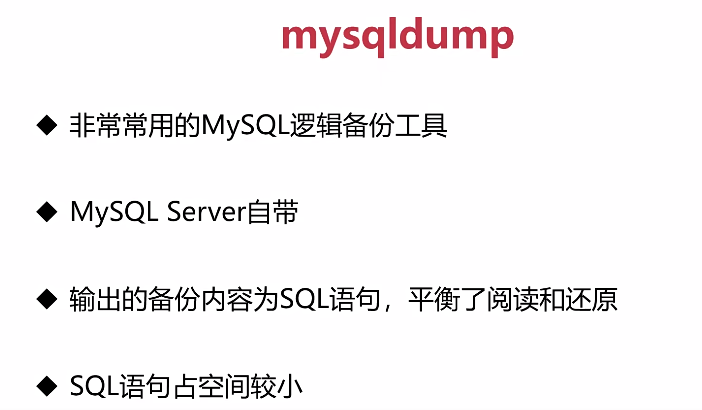 mysqldump
◆ 非常常用的MySQL逻辑备份工具
◆ MySQL Server自带
◆ 输出的备份内容为SQL语句，平衡了阅读和还原
◆ SQL语句占空间较小